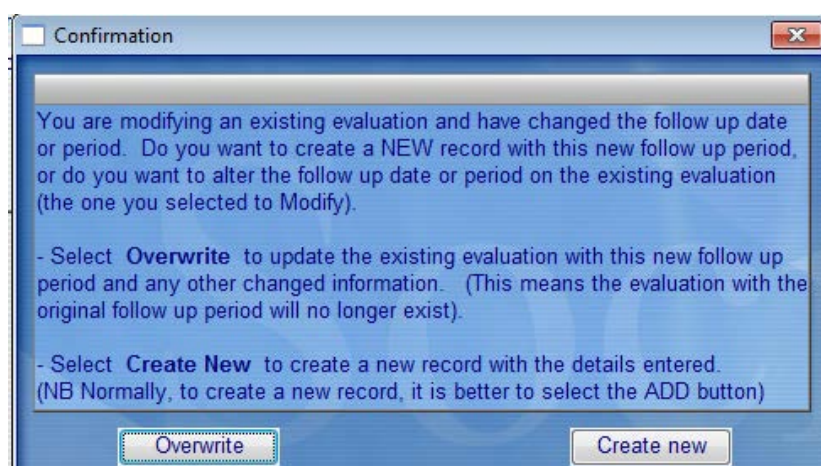 Confirmation
You are modifying an existing evaluation and have changed the follow up date
or period.  Do you want to create a NEW record with this new follow up period,
or do you want to alter the follow up date or period on the existing evaluation
(the one you selected to Modify).
- Select  Overwrite  to update the existing evaluation with this new follow up
period and any other changed information.   (This means the evaluation with the
original follow up period will no longer exist).
- Select  Create New  to create a new record with the details entered.
(NB Normally, to create a new record, it is better to select the ADD button)
Overwrite
Create new